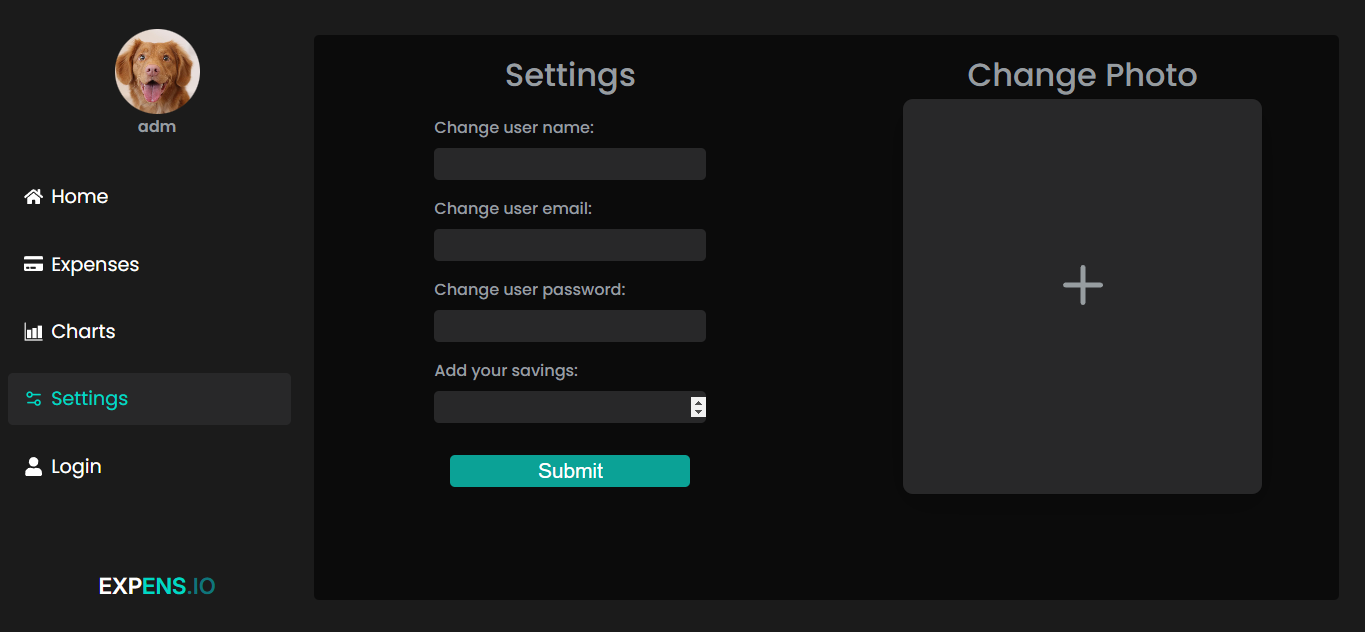 adm
Home
Expenses
Charts
Settings
Login
EXPENS.IO
Settings
Change user name:
Change user email:
Change user password:
Add your savings:
Submit
Change Photo